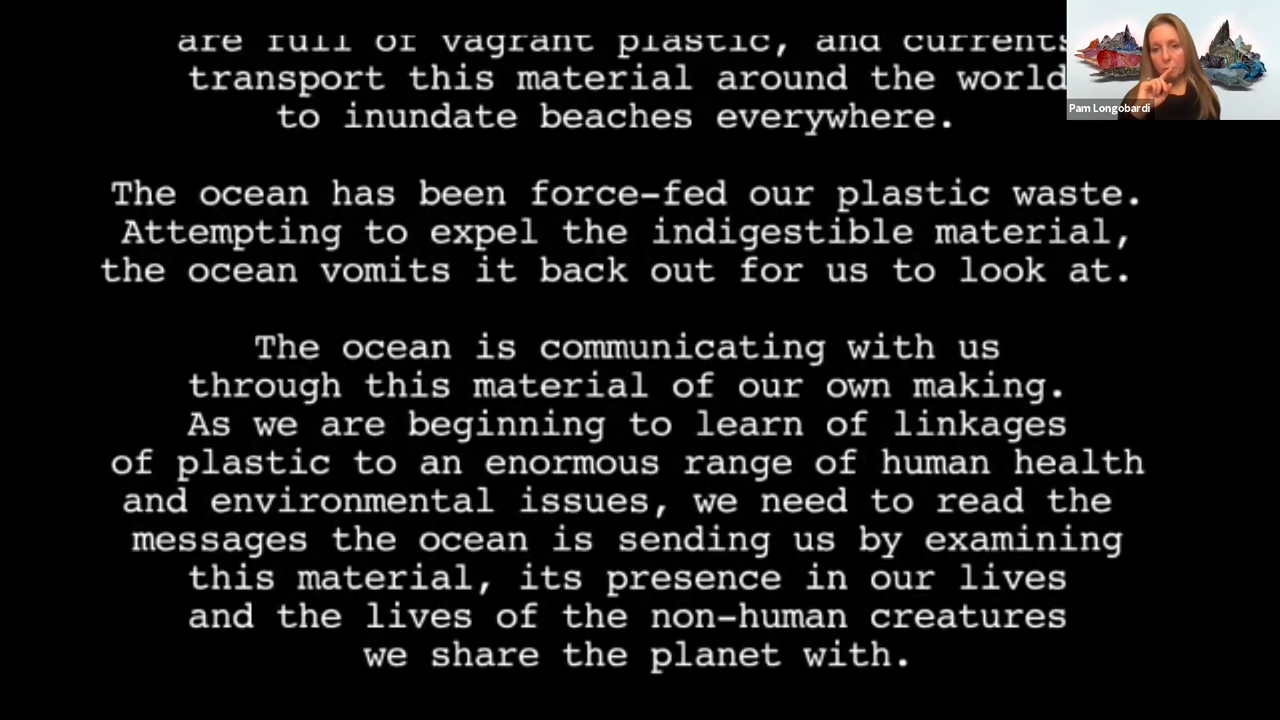 are full of vagrant plastic, and currents
transport this material around the world
to inundate beaches everywhere.
The ocean has been force-fed our plastic waste.
Attempting to expel the indigestible material,
the ocean vomits it back out for us to look at.
The ocean is communicating with us
through this material of our own making.
As we are beginning to learn of linkages
of plastic to an enormous range of human health
and environmental issues, we need to read the
messages the ocean is sending us by examining
this material, its presence in our lives
and the lives of the non-human creatures
we share the planet with.
Pam Longobardi